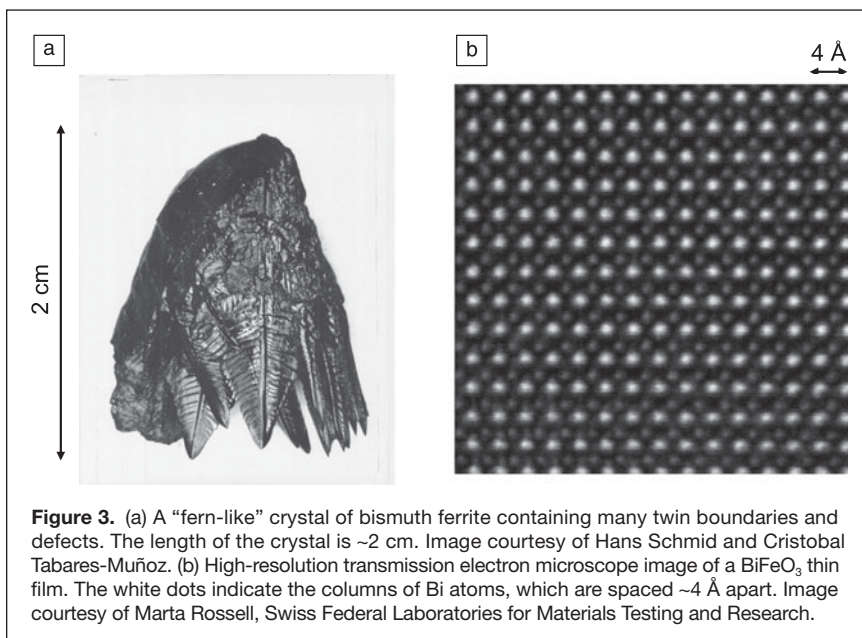 a
b
4 Å
2 cm
Figure 3. (a) A “fern-like” crystal of bismuth ferrite containing many twin boundaries and
defects. The length of the crystal is ~2 cm. Image courtesy of Hans Schmid and Cristobal
Tabares-Muñoz. (b) High-resolution transmission electron microscope image of a BiFeO₃ thin
film. The white dots indicate the columns of Bi atoms, which are spaced ~4 Å apart. Image
courtesy of Marta Rossell, Swiss Federal Laboratories for Materials Testing and Research.